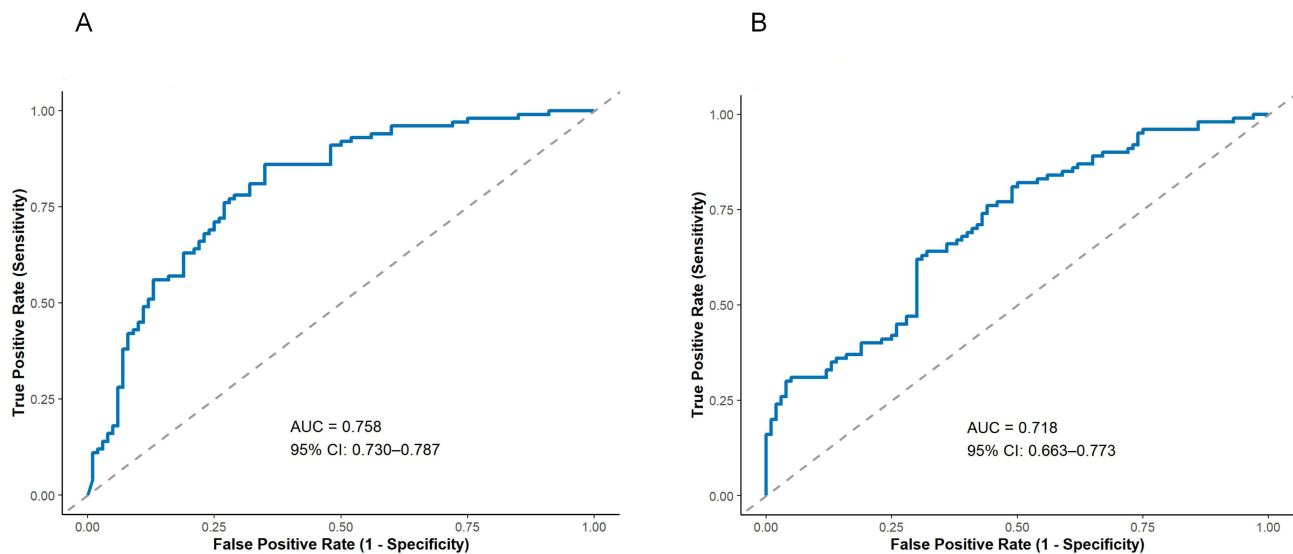 A
B
1.00
0.75
0.50
0.25
0.00
True Positive Rate (Sensitivity)
AUC = 0.758
95% CI: 0.730–0.787
0.00 0.25 0.50 0.75 1.00
False Positive Rate (1 - Specificity)
1.00
0.75
0.50
0.25
0.00
True Positive Rate (Sensitivity)
AUC = 0.718
95% CI: 0.663–0.773
0.00 0.25 0.50 0.75 1.00
False Positive Rate (1 - Specificity)